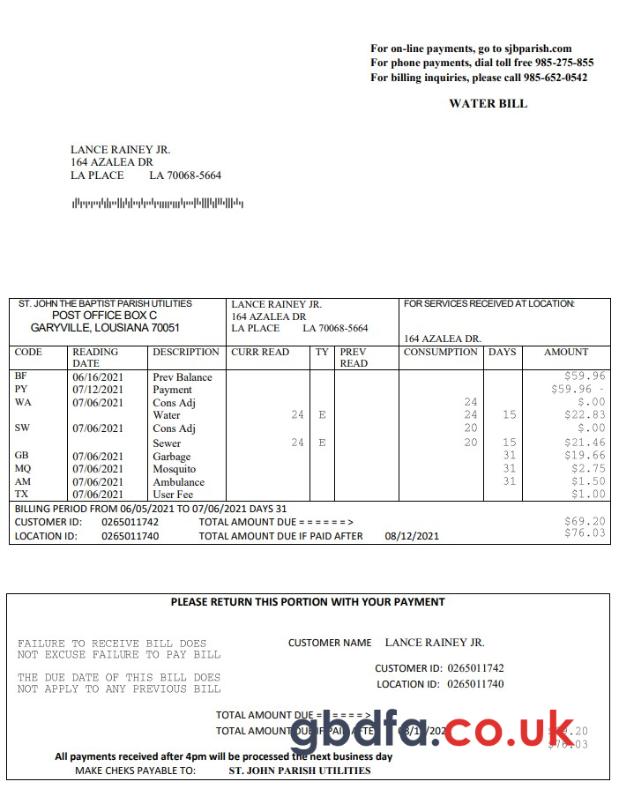 For on-line payments, go to sjbparish.com
For phone payments, dial toll free 985-275-855
For billing inquiries, please call 985-652-0542
WATER BILL
LANCE RAINEY JR.
164 AZALEA DR
LA PLACE LA 70068-5664
ST. JOHN THE BAPTIST PARISH UTILITIES
POST OFFICE BOX C
GARYVILLE, LOUSIANA 70051
LANCE RAINEY JR.
164 AZALEA DR
LA PLACE LA 70068-5664
FOR SERVICES RECEIVED AT LOCATION:
164 AZALEA DR.
CODE READING DATE DESCRIPTION CURR READ TY PREV READ CONSUMPTION DAYS AMOUNT
BF 06/16/2021 Prev Balance $59.96
PY 07/12/2021 Payment $59.96 -
WA 07/06/2021 Cons Adj 24 $.00
Water 24 E 24 15 $22.83
SW 07/06/2021 Cons Adj 20 $.00
Sewer 24 E 20 15 $21.46
GB 07/06/2021 Garbage 31 $19.66
MQ 07/06/2021 Mosquito 31 $2.75
AM 07/06/2021 Ambulance 31 $1.50
TX 07/06/2021 User Fee $1.00
BILLING PERIOD FROM 06/05/2021 TO 07/06/2021 DAYS 31
CUSTOMER ID: 0265011742 TOTAL AMOUNT DUE = = = = = = > $69.20
LOCATION ID: 0265011740 TOTAL AMOUNT DUE IF PAID AFTER 08/12/2021 $76.03
PLEASE RETURN THIS PORTION WITH YOUR PAYMENT
FAILURE TO RECEIVE BILL DOES
NOT EXCUSE FAILURE TO PAY BILL
THE DUE DATE OF THIS BILL DOES
NOT APPLY TO ANY PREVIOUS BILL
CUSTOMER NAME LANCE RAINEY JR.
CUSTOMER ID: 0265011742
LOCATION ID: 0265011740
TOTAL AMOUNT DUE = = = = = = >
TOTAL AMOUNT DUE IF PAID AFTER
gbdfa.co.uk
All payments received after 4pm will be processed the next business day
MAKE CHEKS PAYABLE TO: ST. JOHN PARISH UTILITIES